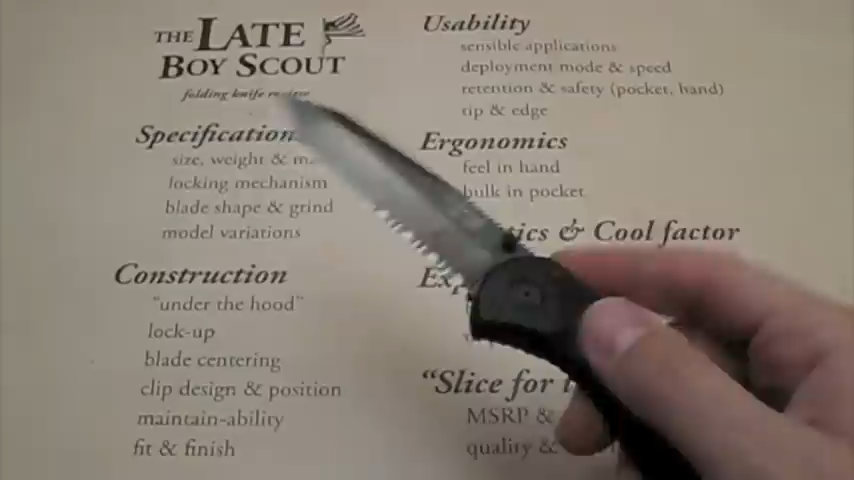 THE LATE
BOY SCOUT
folding knife review
Specification
size, weight &
locking mechanism
blade shape & grind
model variations
Construction
"under the hood"
lock-up
blade centering
clip design & position
maintain-ability
fit & finish
Usability
sensible applications
deployment mode & speed
retention & safety (pocket, hand)
tip & edge
Ergonomics
feel in hand
bulk in pocket
& Cool factor
"Slice for
MSRP &
quality &